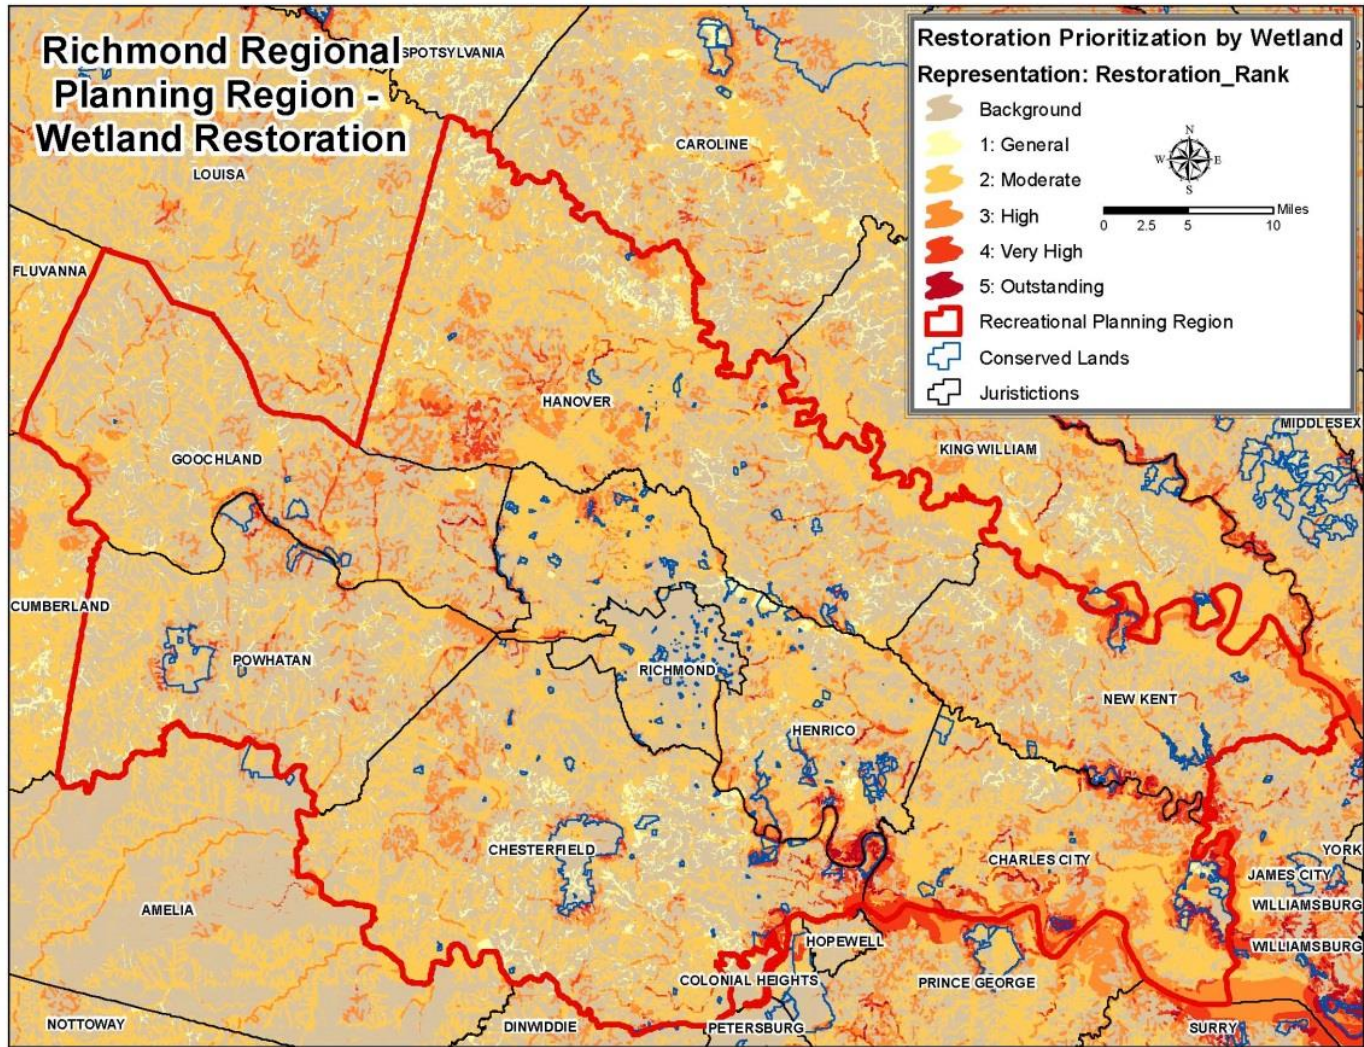 Richmond Regional
Planning Region -
Wetland Restoration
Restoration Prioritization by Wetland
Representation: Restoration_Rank
Background
1: General
2: Moderate
3: High
4: Very High
5: Outstanding
Recreational Planning Region
Conserved Lands
Juristictions
N
W E
S
Miles
0 2.5 5 10
SPOTSYLVANIA
CAROLINE
LOUISA
FLUVANNA
HANOVER
MIDDLESEX
KING WILLIAM
GOOCHLAND
CUMBERLAND
POWHATAN
RICHMOND
NEW KENT
HENRICO
CHESTERFIELD
CHARLES CITY
YORK
JAMES CITY
WILLIAMSBURG
AMELIA
WILLIAMSBURG
HOPEWELL
COLONIAL HEIGHTS
PRINCE GEORGE
NOTTOWAY
DINWIDDIE
PETERSBURG
SURRY